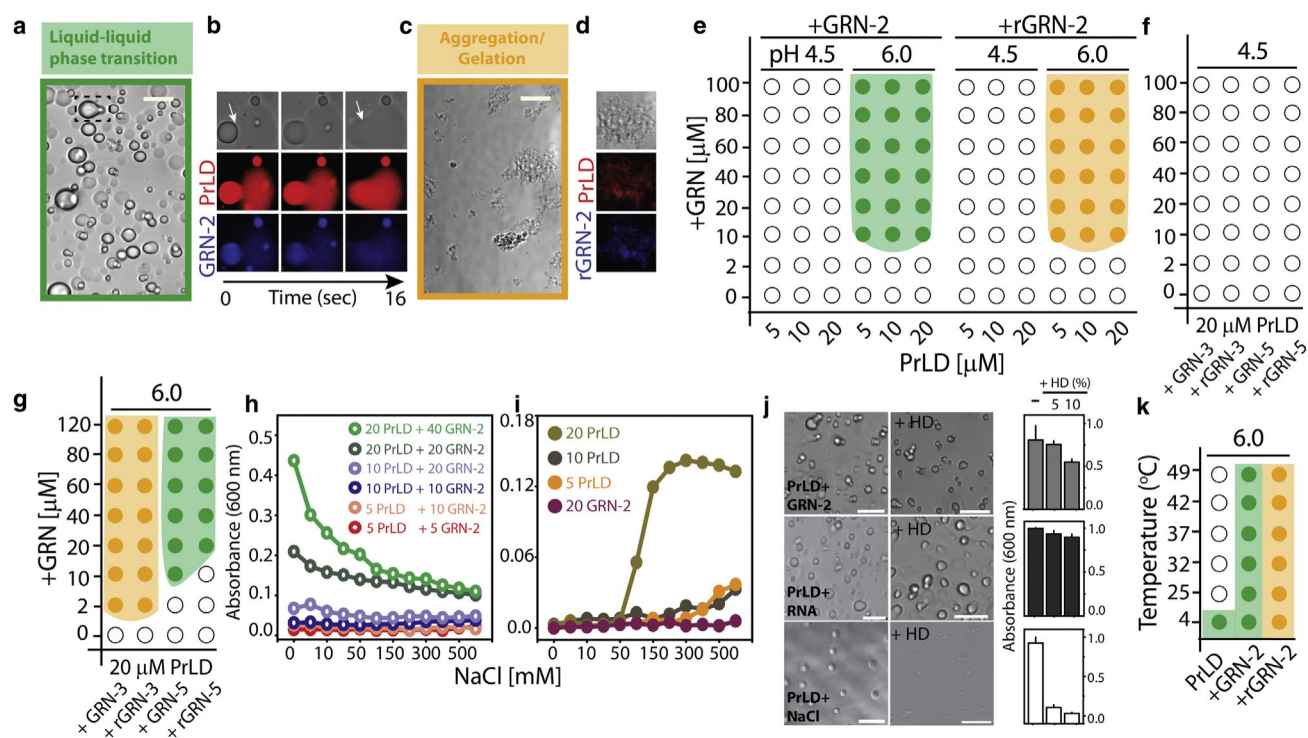 a
Liquid-liquid
phase transition
b
PrLD
GRN-2
0 Time (sec) 16
c
Aggregation/
Gelation
d
PrLD
rGRN-2
e
+GRN-2 +rGRN-2
pH 4.5 6.0 4.5 6.0
+GRN [μM]
100
80
60
40
20
10
2
0
5 10 20 5 10 20 5 10 20 5 10 20
PrLD [μM]
f
4.5
100
80
60
40
20
10
2
0
20 μM PrLD
+ GRN-3
+ rGRN-3
+ GRN-5
+ rGRN-5
g
6.0
+GRN [μM]
120
80
60
40
20
10
2
0
20 μM PrLD
+ GRN-3
+ rGRN-3
+ GRN-5
+ rGRN-5
h
Absorbance (600 nm)
0.5
0.4
0.3
0.2
0.1
0.0
20 PrLD + 40 GRN-2
20 PrLD + 20 GRN-2
10 PrLD + 20 GRN-2
10 PrLD + 10 GRN-2
5 PrLD + 10 GRN-2
5 PrLD + 5 GRN-2
0 10 50 150 300 500
NaCl [mM]
i
0.18
0.12
0.06
0.0
20 PrLD
10 PrLD
5 PrLD
20 GRN-2
0 10 50 150 300 500
j
PrLD+
GRN-2
+ HD
PrLD+
RNA
+ HD
PrLD+
NaCl
+ HD
+ HD (%)
– 5 10
Absorbance (600 nm)
1.0
0.5
0.0
1.0
0.5
0.0
1.0
0.5
0.0
k
6.0
Temperature (ºC)
49
42
37
32
25
4
PrLD
+GRN-2
+rGRN-2